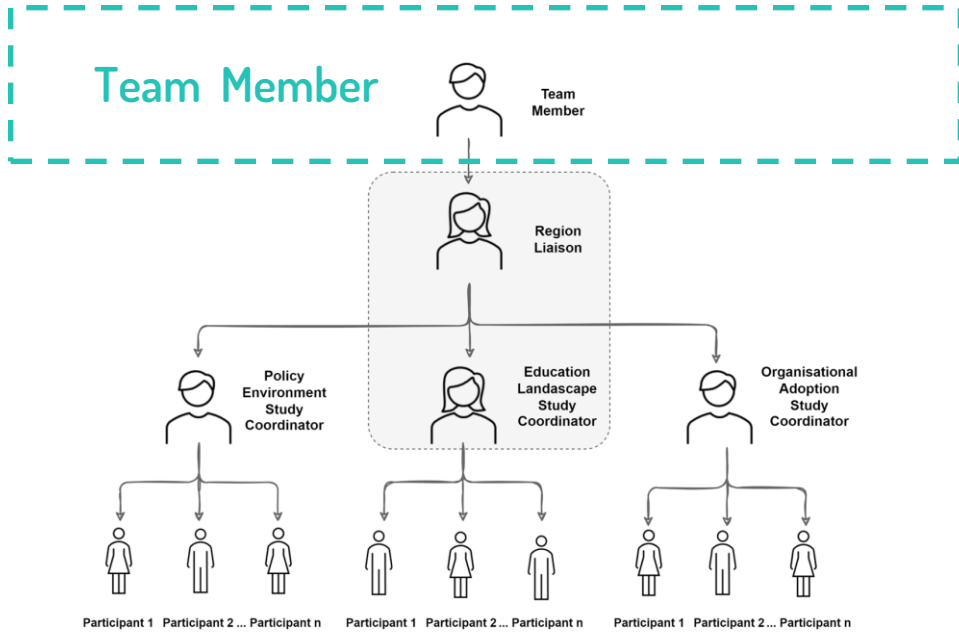 Team Member
Team
Member
Region
Liaison
Policy
Environment
Study
Coordinator
Education
Landascape
Study
Coordinator
Organisational
Adoption
Study
Coordinator
Participant 1 Participant 2 ... Participant n
Participant 1 Participant 2 ... Participant n
Participant 1 Participant 2... Participant n